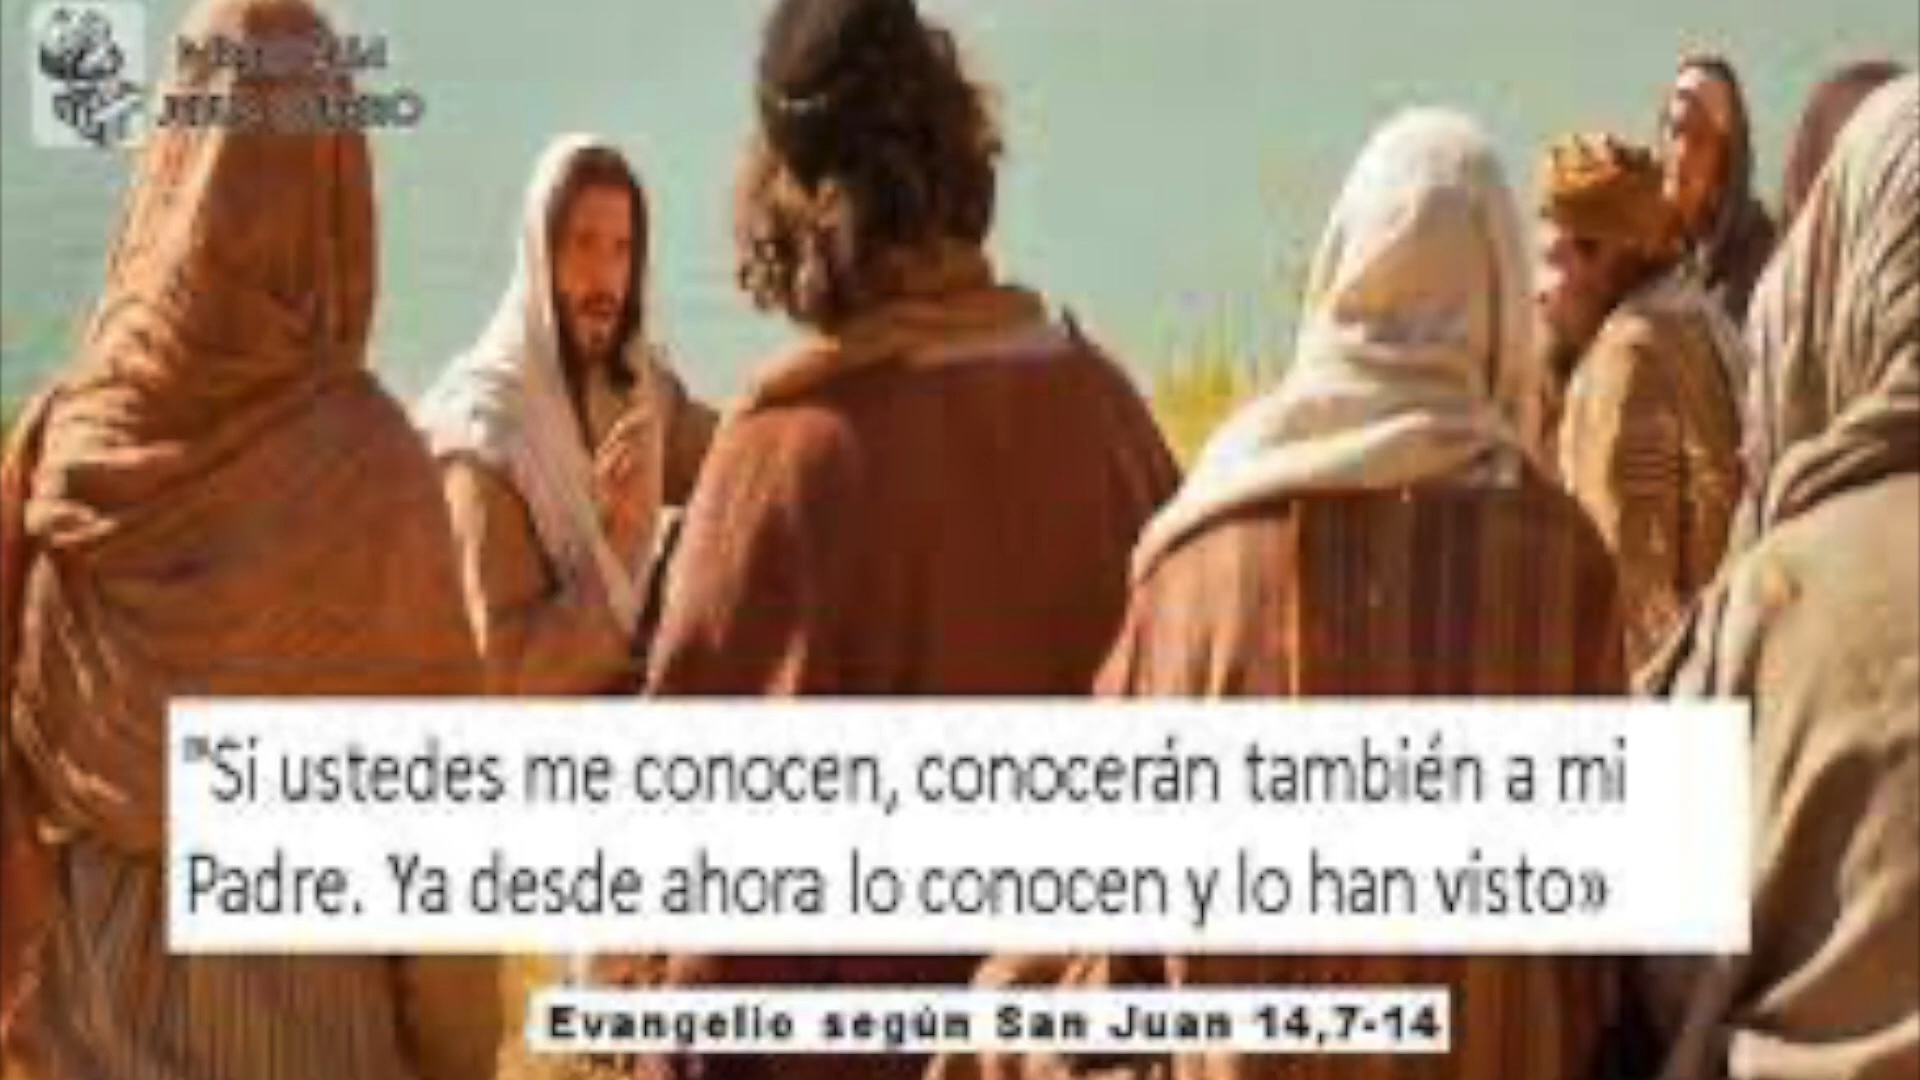 "Si ustedes me conocen, conocerán también a mi
Padre. Ya desde ahora lo conocen y lo han visto»
Evangelio según San Juan 14,7-14